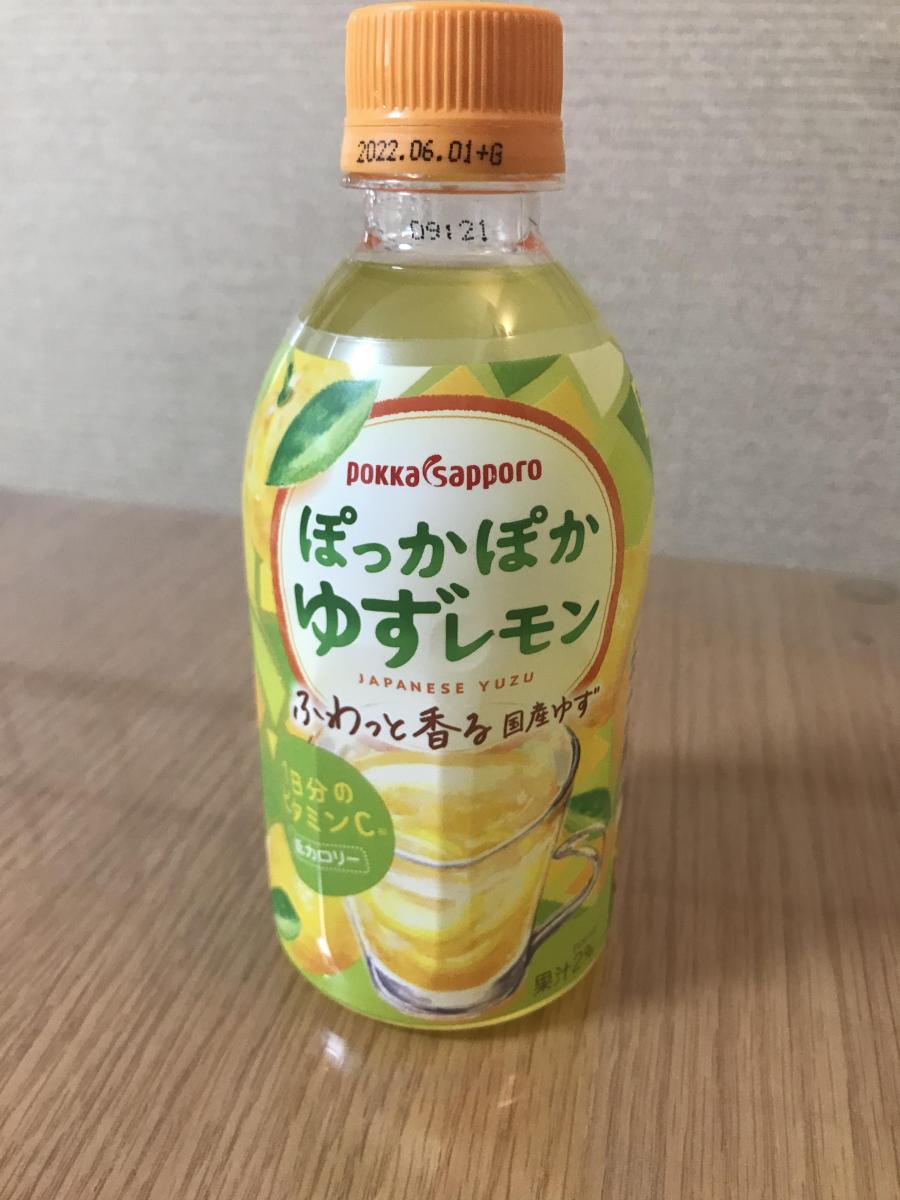 2022.06.01+G
09:21
pokka sapporo
ぽっかぽか
ゆずレモン
JAPANESE YUZU
ふわっと香る 国産ゆず
1日分の
ビタミンC
低カロリー
果汁2%